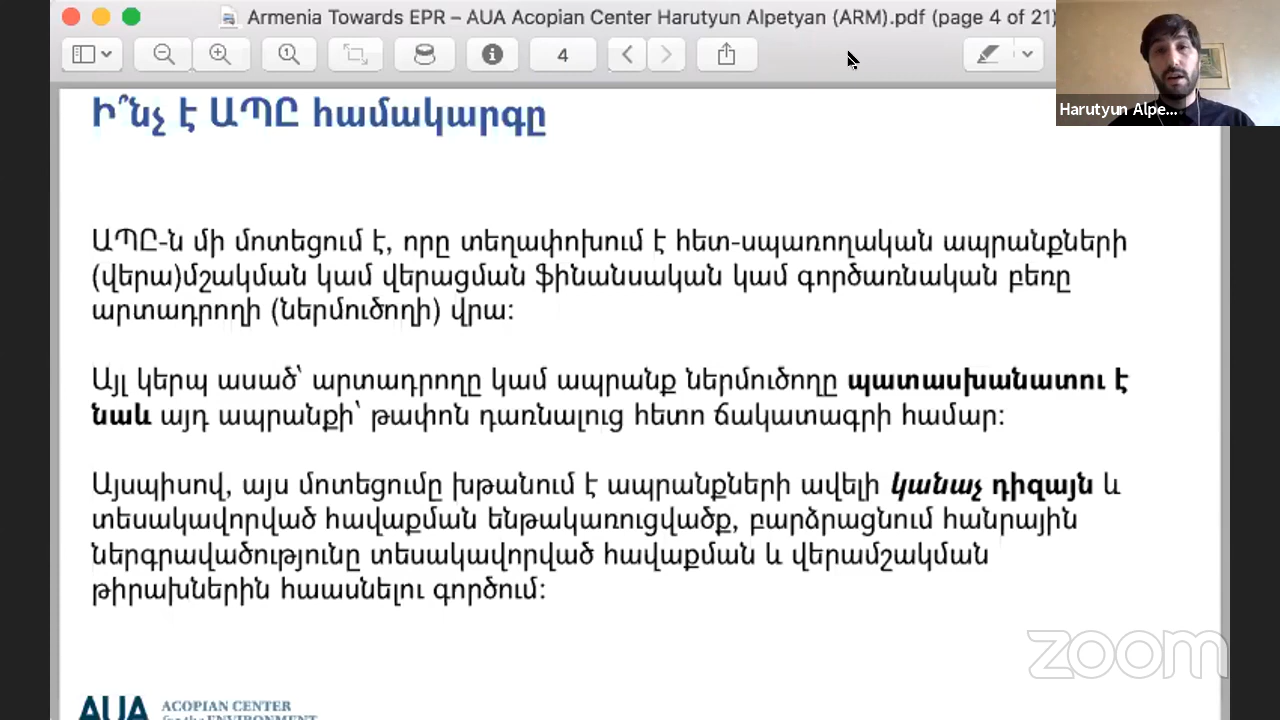 Armenia Towards EPR – AUA Acopian Center Harutyun Alpetyan (ARM).pdf (page 4 of 21)
4
Harutyun Alpe...
Ի՞նչ է ԱՊԸ համակարգը
ԱՊԸ-ն մի մոտեցում է, որը տեղափոխում է հետ-սպառողական ապրանքների
(վերա)մշակման կամ վերացման ֆինանսական կամ գործառնական բեռը
արտադրողի (ներմուծողի) վրա։
Այլ կերպ ասած՝ արտադրողը կամ ապրանք ներմուծողը պատասխանատու է
նաև այդ ապրանքի՝ թափոն դառնալուց հետո ճակատագրի համար։
Այսպիսով, այս մոտեցումը խթանում է ապրանքների ավելի կանաչ դիզայն և
տեսակավորված հավաքման ենթակառուցվածք, բարձրացնում հանրային
ներգրավածությունը տեսակավորված հավաքման և վերամշակման
թիրախներին հաասնելու գործում։
zoom
AUA ACOPIAN CENTER
for the ENVIRONMENT